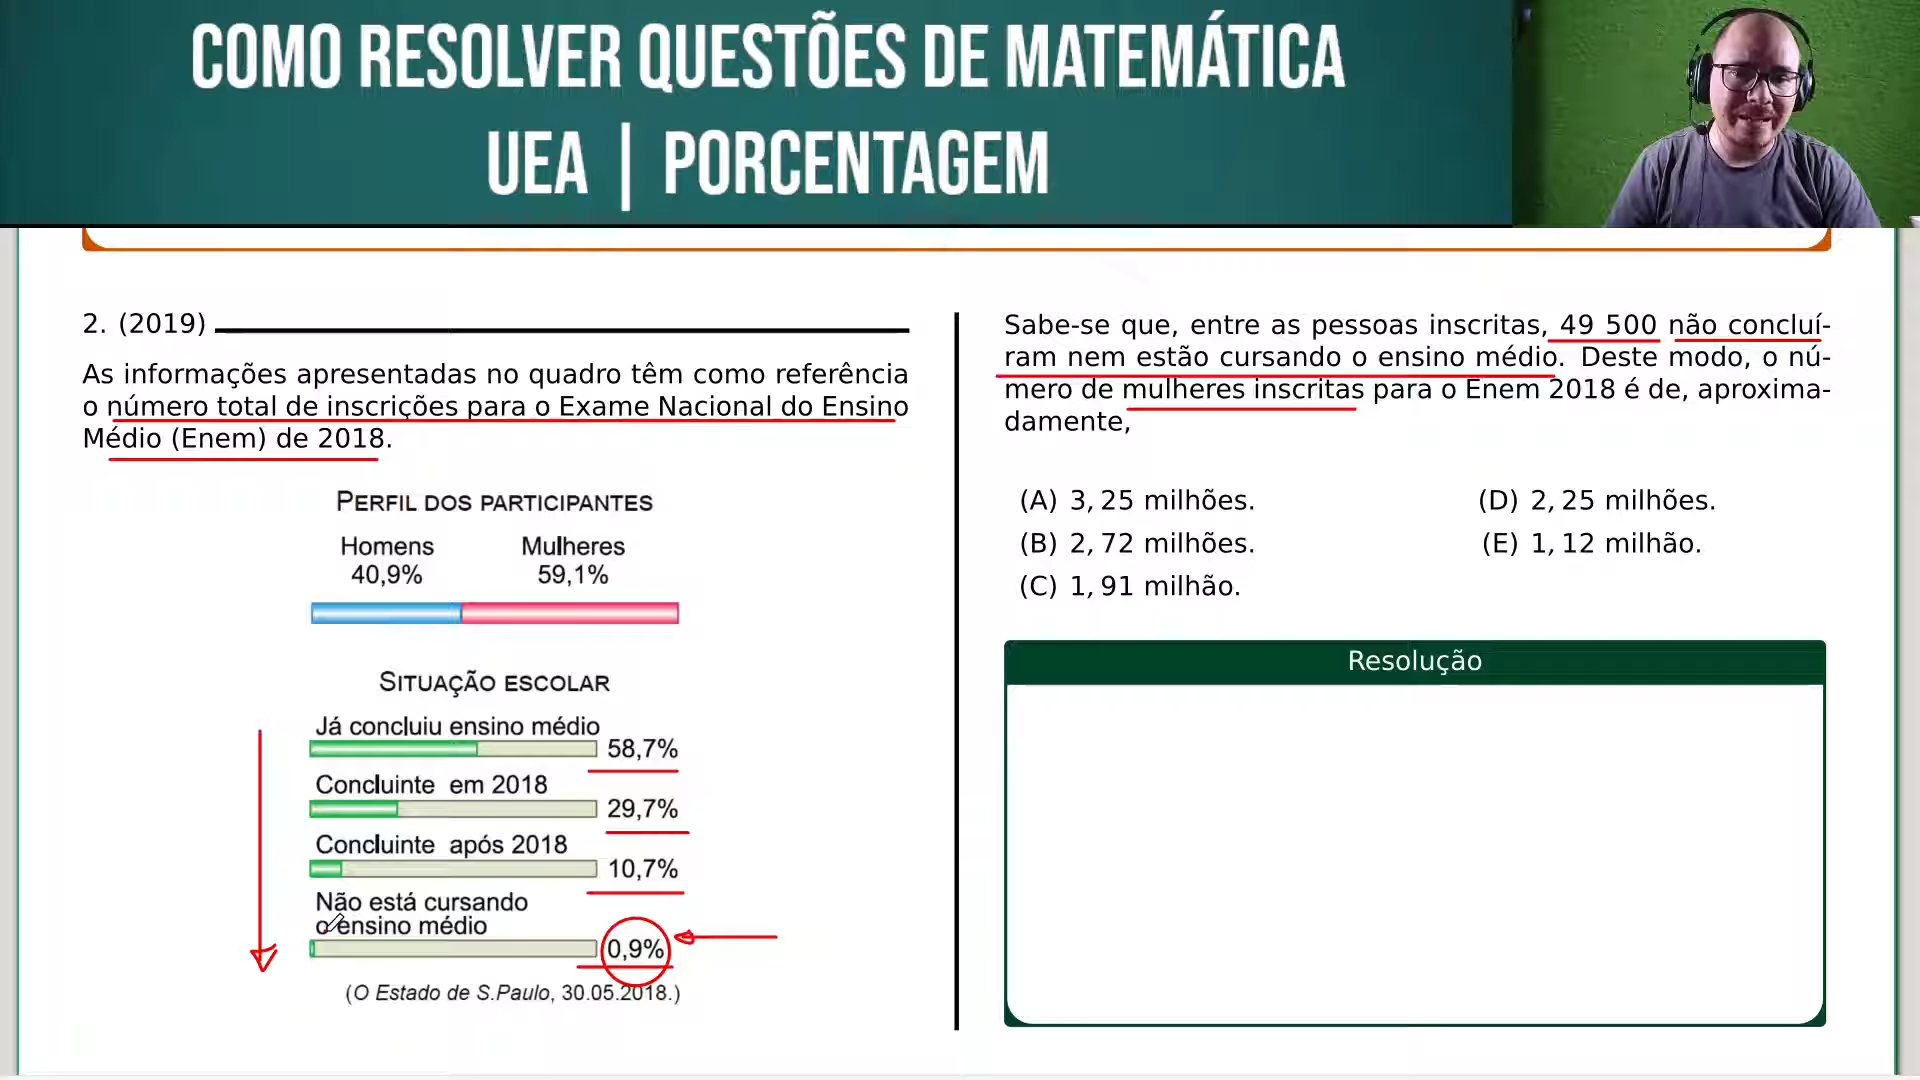 COMO RESOLVER QUESTÕES DE MATEMÁTICA
UEA | PORCENTAGEM
2. (2019)
As informações apresentadas no quadro têm como referência
o número total de inscrições para o Exame Nacional do Ensino
Médio (Enem) de 2018.
PERFIL DOS PARTICIPANTES
Homens Mulheres
40,9% 59,1%
SITUAÇÃO ESCOLAR
Já concluiu ensino médio
58,7%
Concluinte em 2018
29,7%
Concluinte após 2018
10,7%
Não está cursando
o ensino médio
0,9%
(O Estado de S.Paulo, 30.05.2018.)
Sabe-se que, entre as pessoas inscritas, 49 500 não concluí-
ram nem estão cursando o ensino médio. Deste modo, o nú-
mero de mulheres inscritas para o Enem 2018 é de, aproxima-
damente,
(A) 3, 25 milhões.
(B) 2, 72 milhões.
(C) 1, 91 milhão.
(D) 2, 25 milhões.
(E) 1, 12 milhão.
Resolução